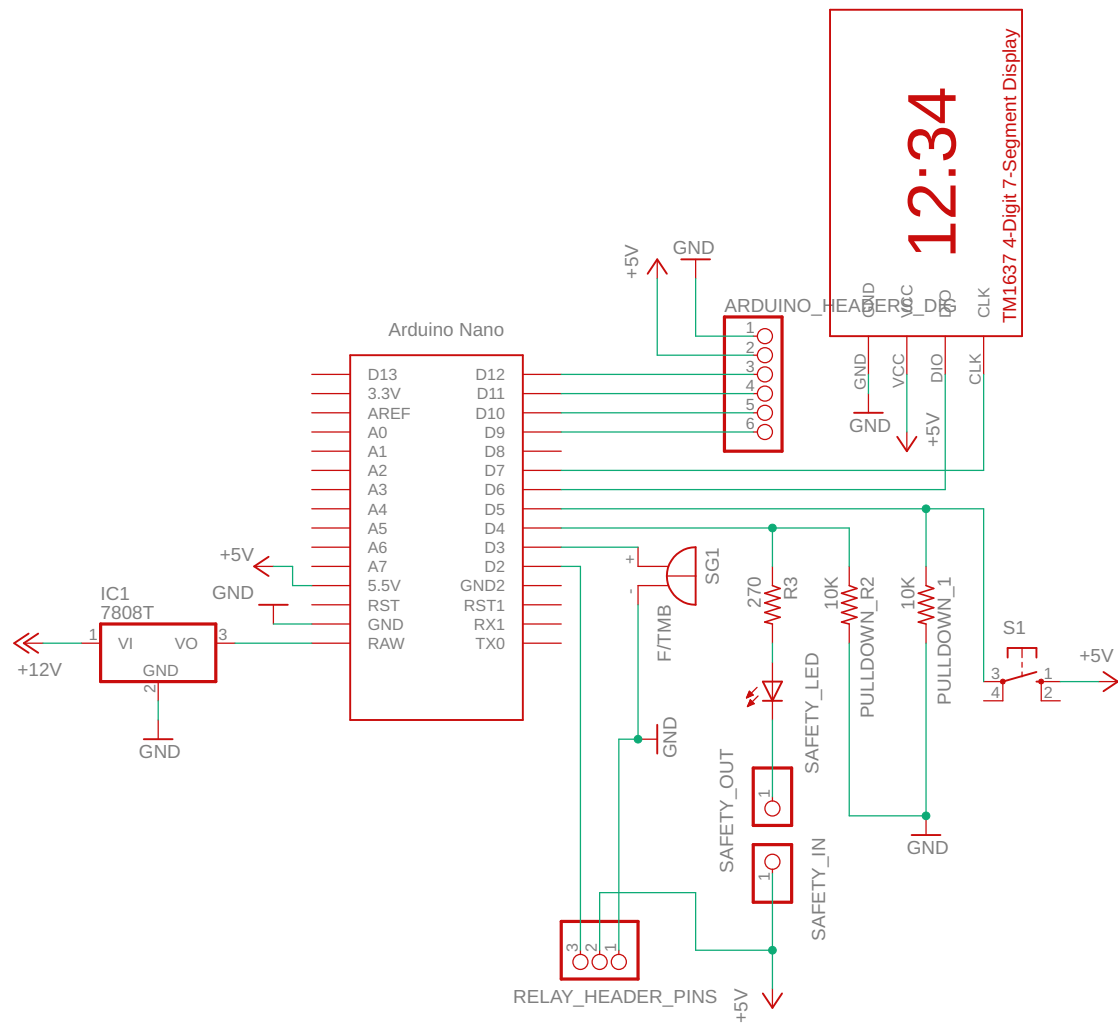 12:34
TM1637 4-Digit 7-Segment Display
GND
VCC
DIO
CLK
GND
VCC
DIO
CLK
GND
+5V
+5V
GND
ARDUINO_HEADERS_DIG
1
2
3
4
5
6
Arduino Nano
D13
3.3V
AREF
A0
A1
A2
A3
A4
A5
A6
A7
5.5V
RST
GND
RAW
D12
D11
D10
D9
D8
D7
D6
D5
D4
D3
D2
GND2
RST1
RX1
TX0
+5V
GND
IC1
7808T
1
VI
VO
3
GND
2
+12V
GND
+
-
SG1
F/TMB
GND
270
R3
10K
PULLDOWN_R2
10K
PULLDOWN_1
S1
3
4
1
2
+5V
SAFETY_LED
SAFETY_OUT
1
SAFETY_IN
1
GND
3
2
1
RELAY_HEADER_PINS
+5V